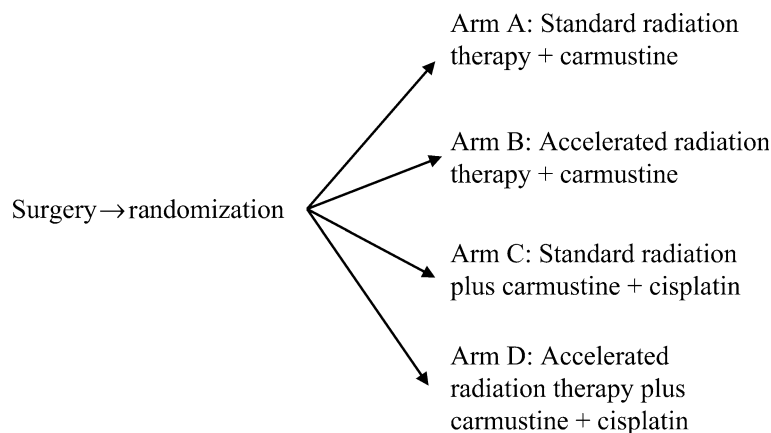 Arm A: Standard radiation
therapy + carmustine
Arm B: Accelerated radiation
therapy + carmustine
Surgery→randomization
Arm C: Standard radiation
plus carmustine + cisplatin
Arm D: Accelerated
radiation therapy plus
carmustine + cisplatin